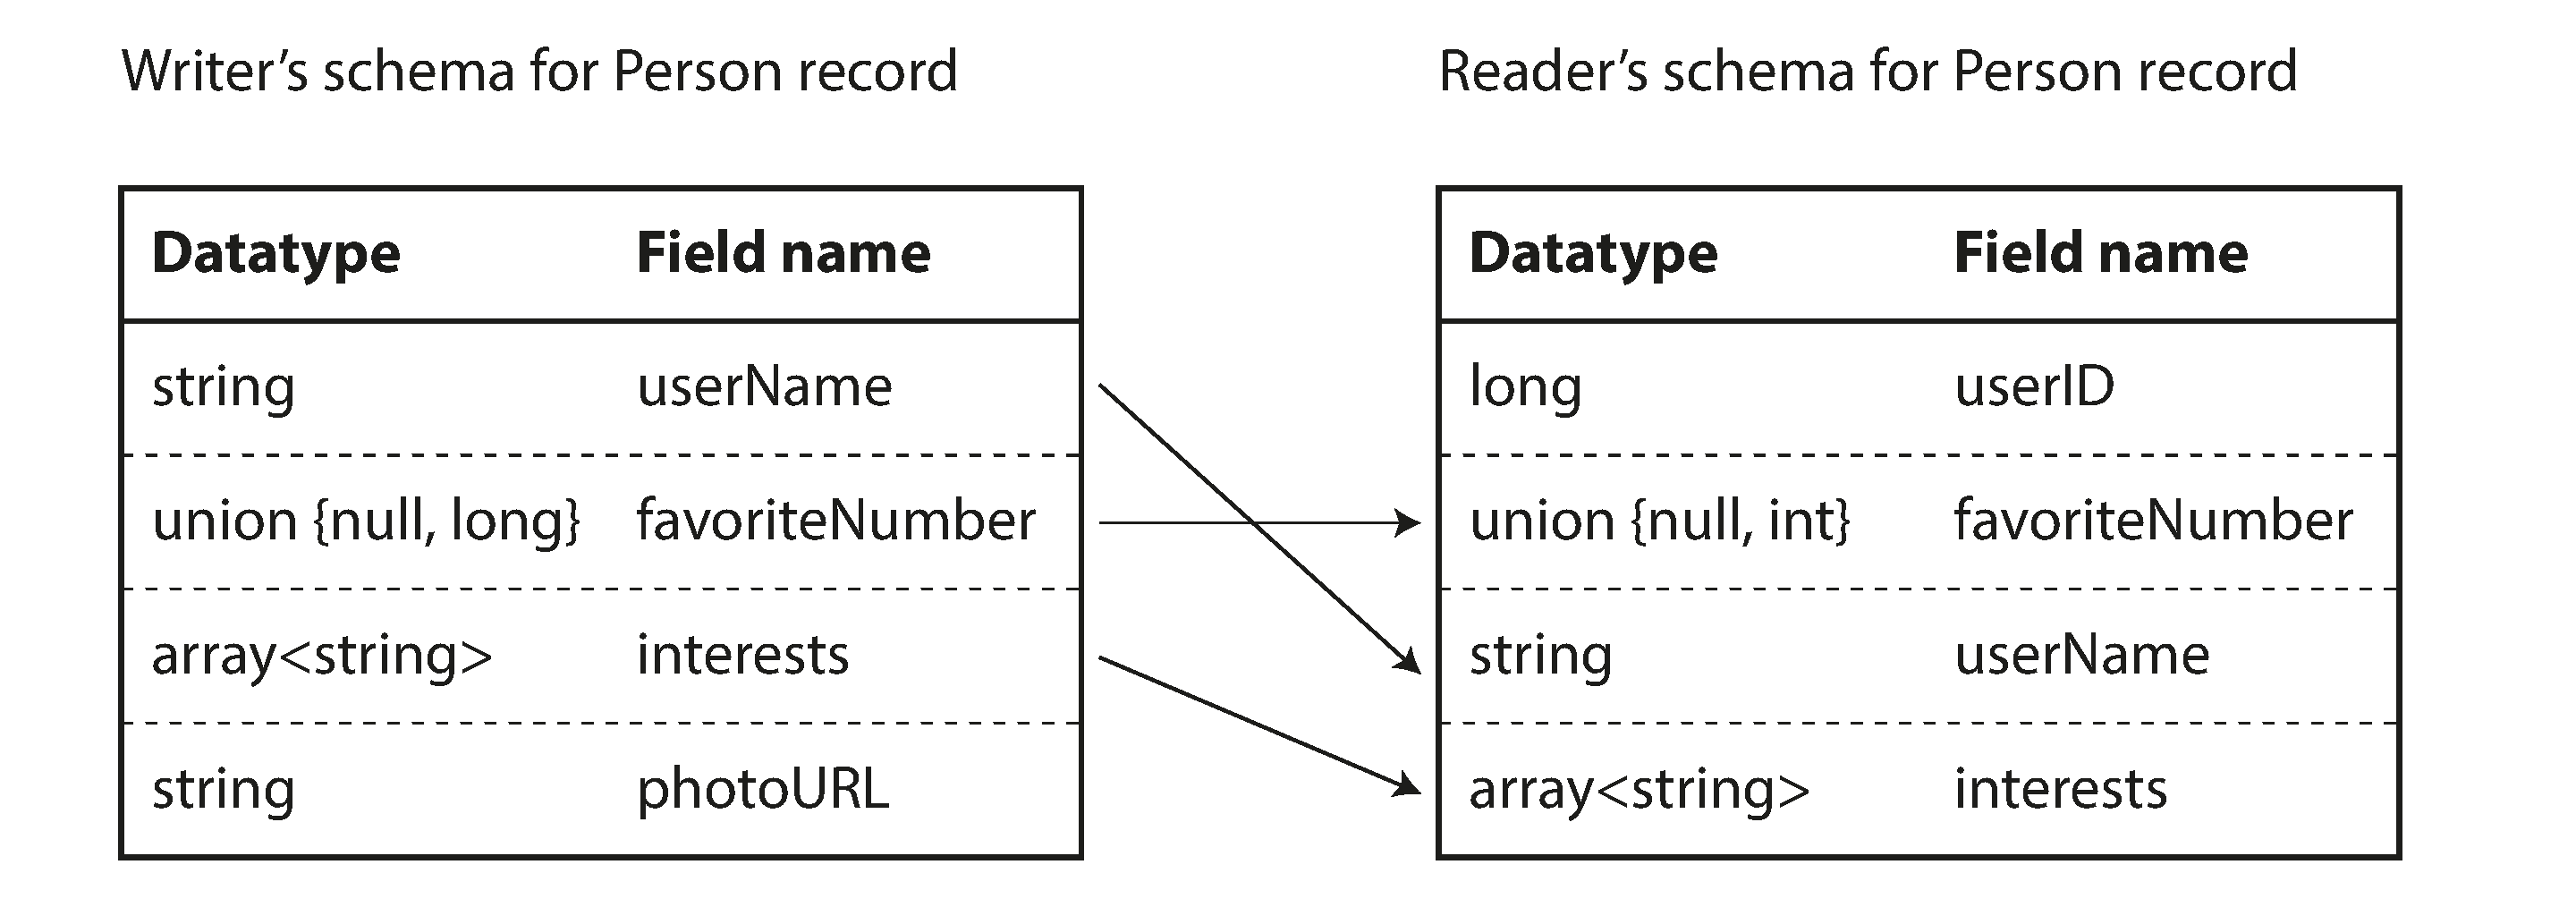 Writer’s schema for Person record
Datatype Field name
string userName
union {null, long} favoriteNumber
array<string> interests
string photoURL
Reader’s schema for Person record
Datatype Field name
long userID
union {null, int} favoriteNumber
string userName
array<string> interests